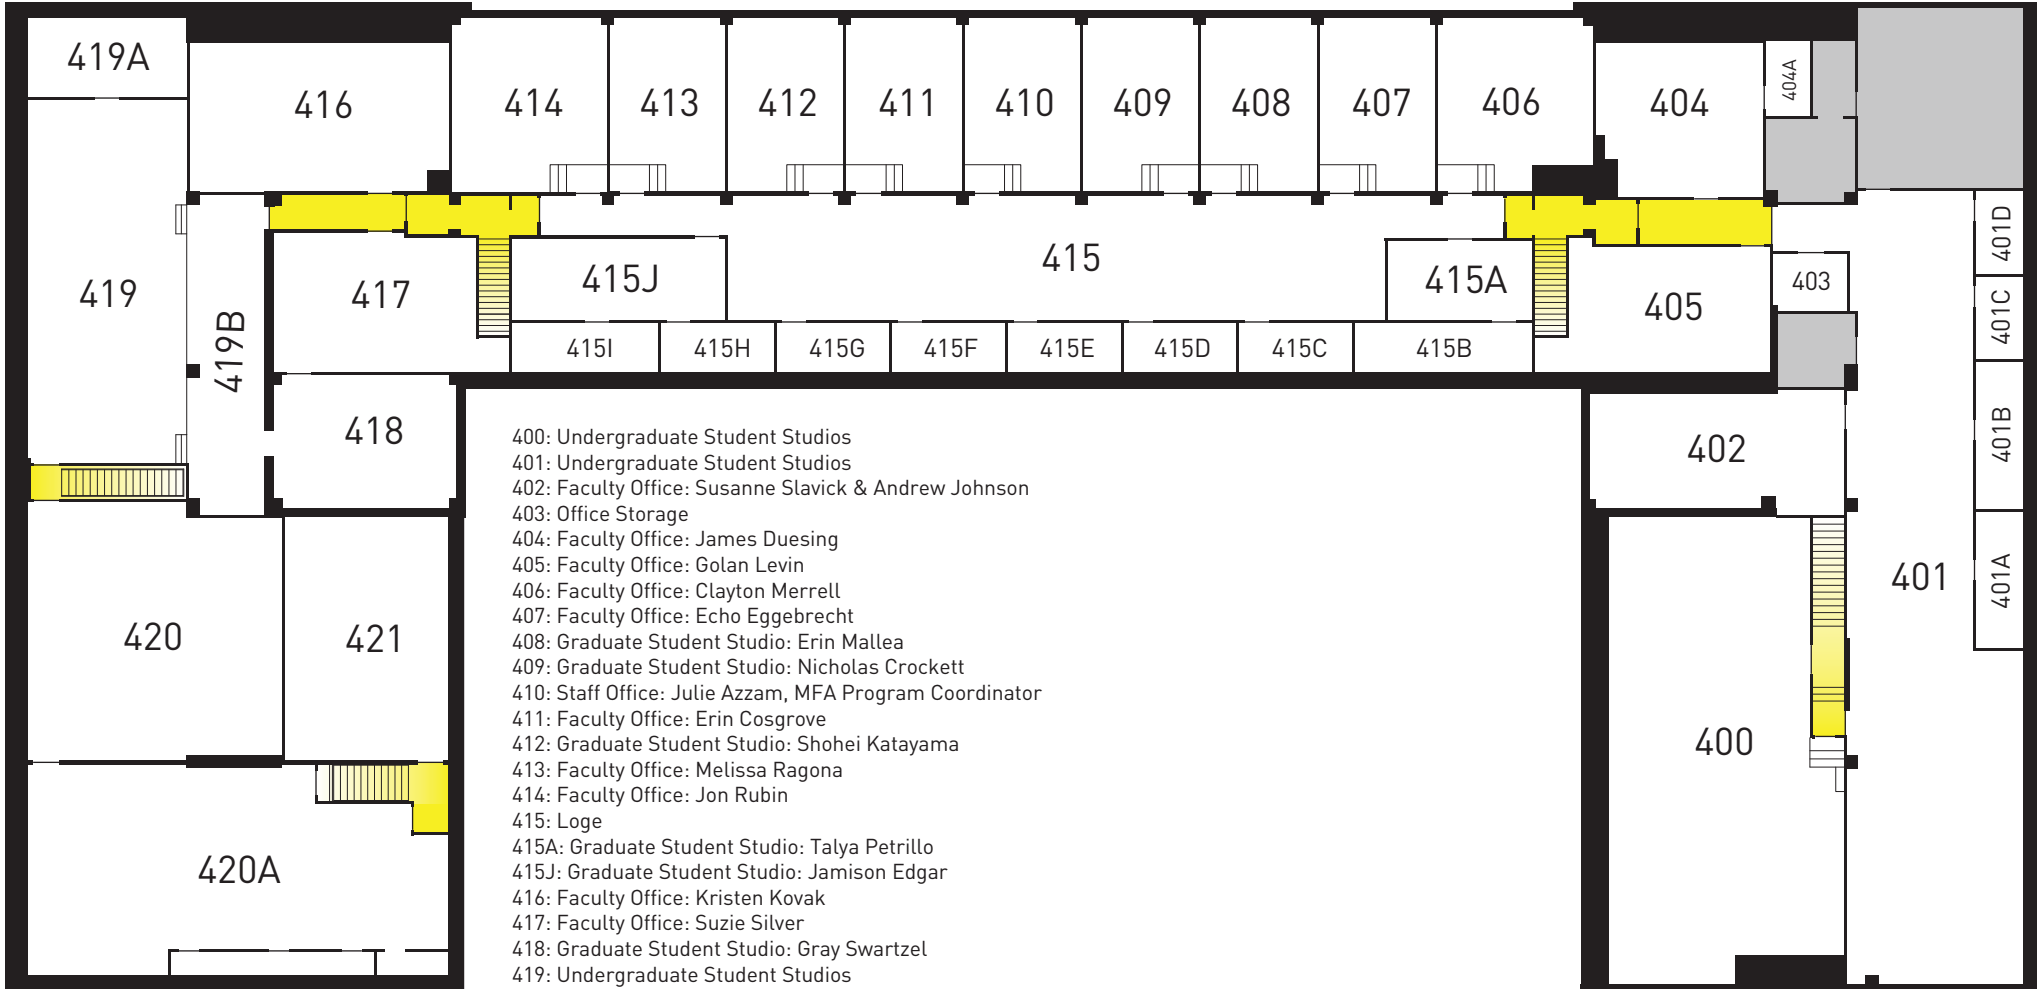 419A
416
414
413
412
411
410
409
408
407
406
404
404A
419
419B
417
415J
415
415A
405
403
401D
401C
415I
415H
415G
415F
415E
415D
415C
415B
418
402
401B
401A
401
420
421
400
420A
400: Undergraduate Student Studios
401: Undergraduate Student Studios
402: Faculty Office: Susanne Slavick & Andrew Johnson
403: Office Storage
404: Faculty Office: James Duesing
405: Faculty Office: Golan Levin
406: Faculty Office: Clayton Merrell
407: Faculty Office: Echo Eggebrecht
408: Graduate Student Studio: Erin Mallea
409: Graduate Student Studio: Nicholas Crockett
410: Staff Office: Julie Azzam, MFA Program Coordinator
411: Faculty Office: Erin Cosgrove
412: Graduate Student Studio: Shohei Katayama
413: Faculty Office: Melissa Ragona
414: Faculty Office: Jon Rubin
415: Loge
415A: Graduate Student Studio: Talya Petrillo
415J: Graduate Student Studio: Jamison Edgar
416: Faculty Office: Kristen Kovak
417: Faculty Office: Suzie Silver
418: Graduate Student Studio: Gray Swartzel
419: Undergraduate Student Studios